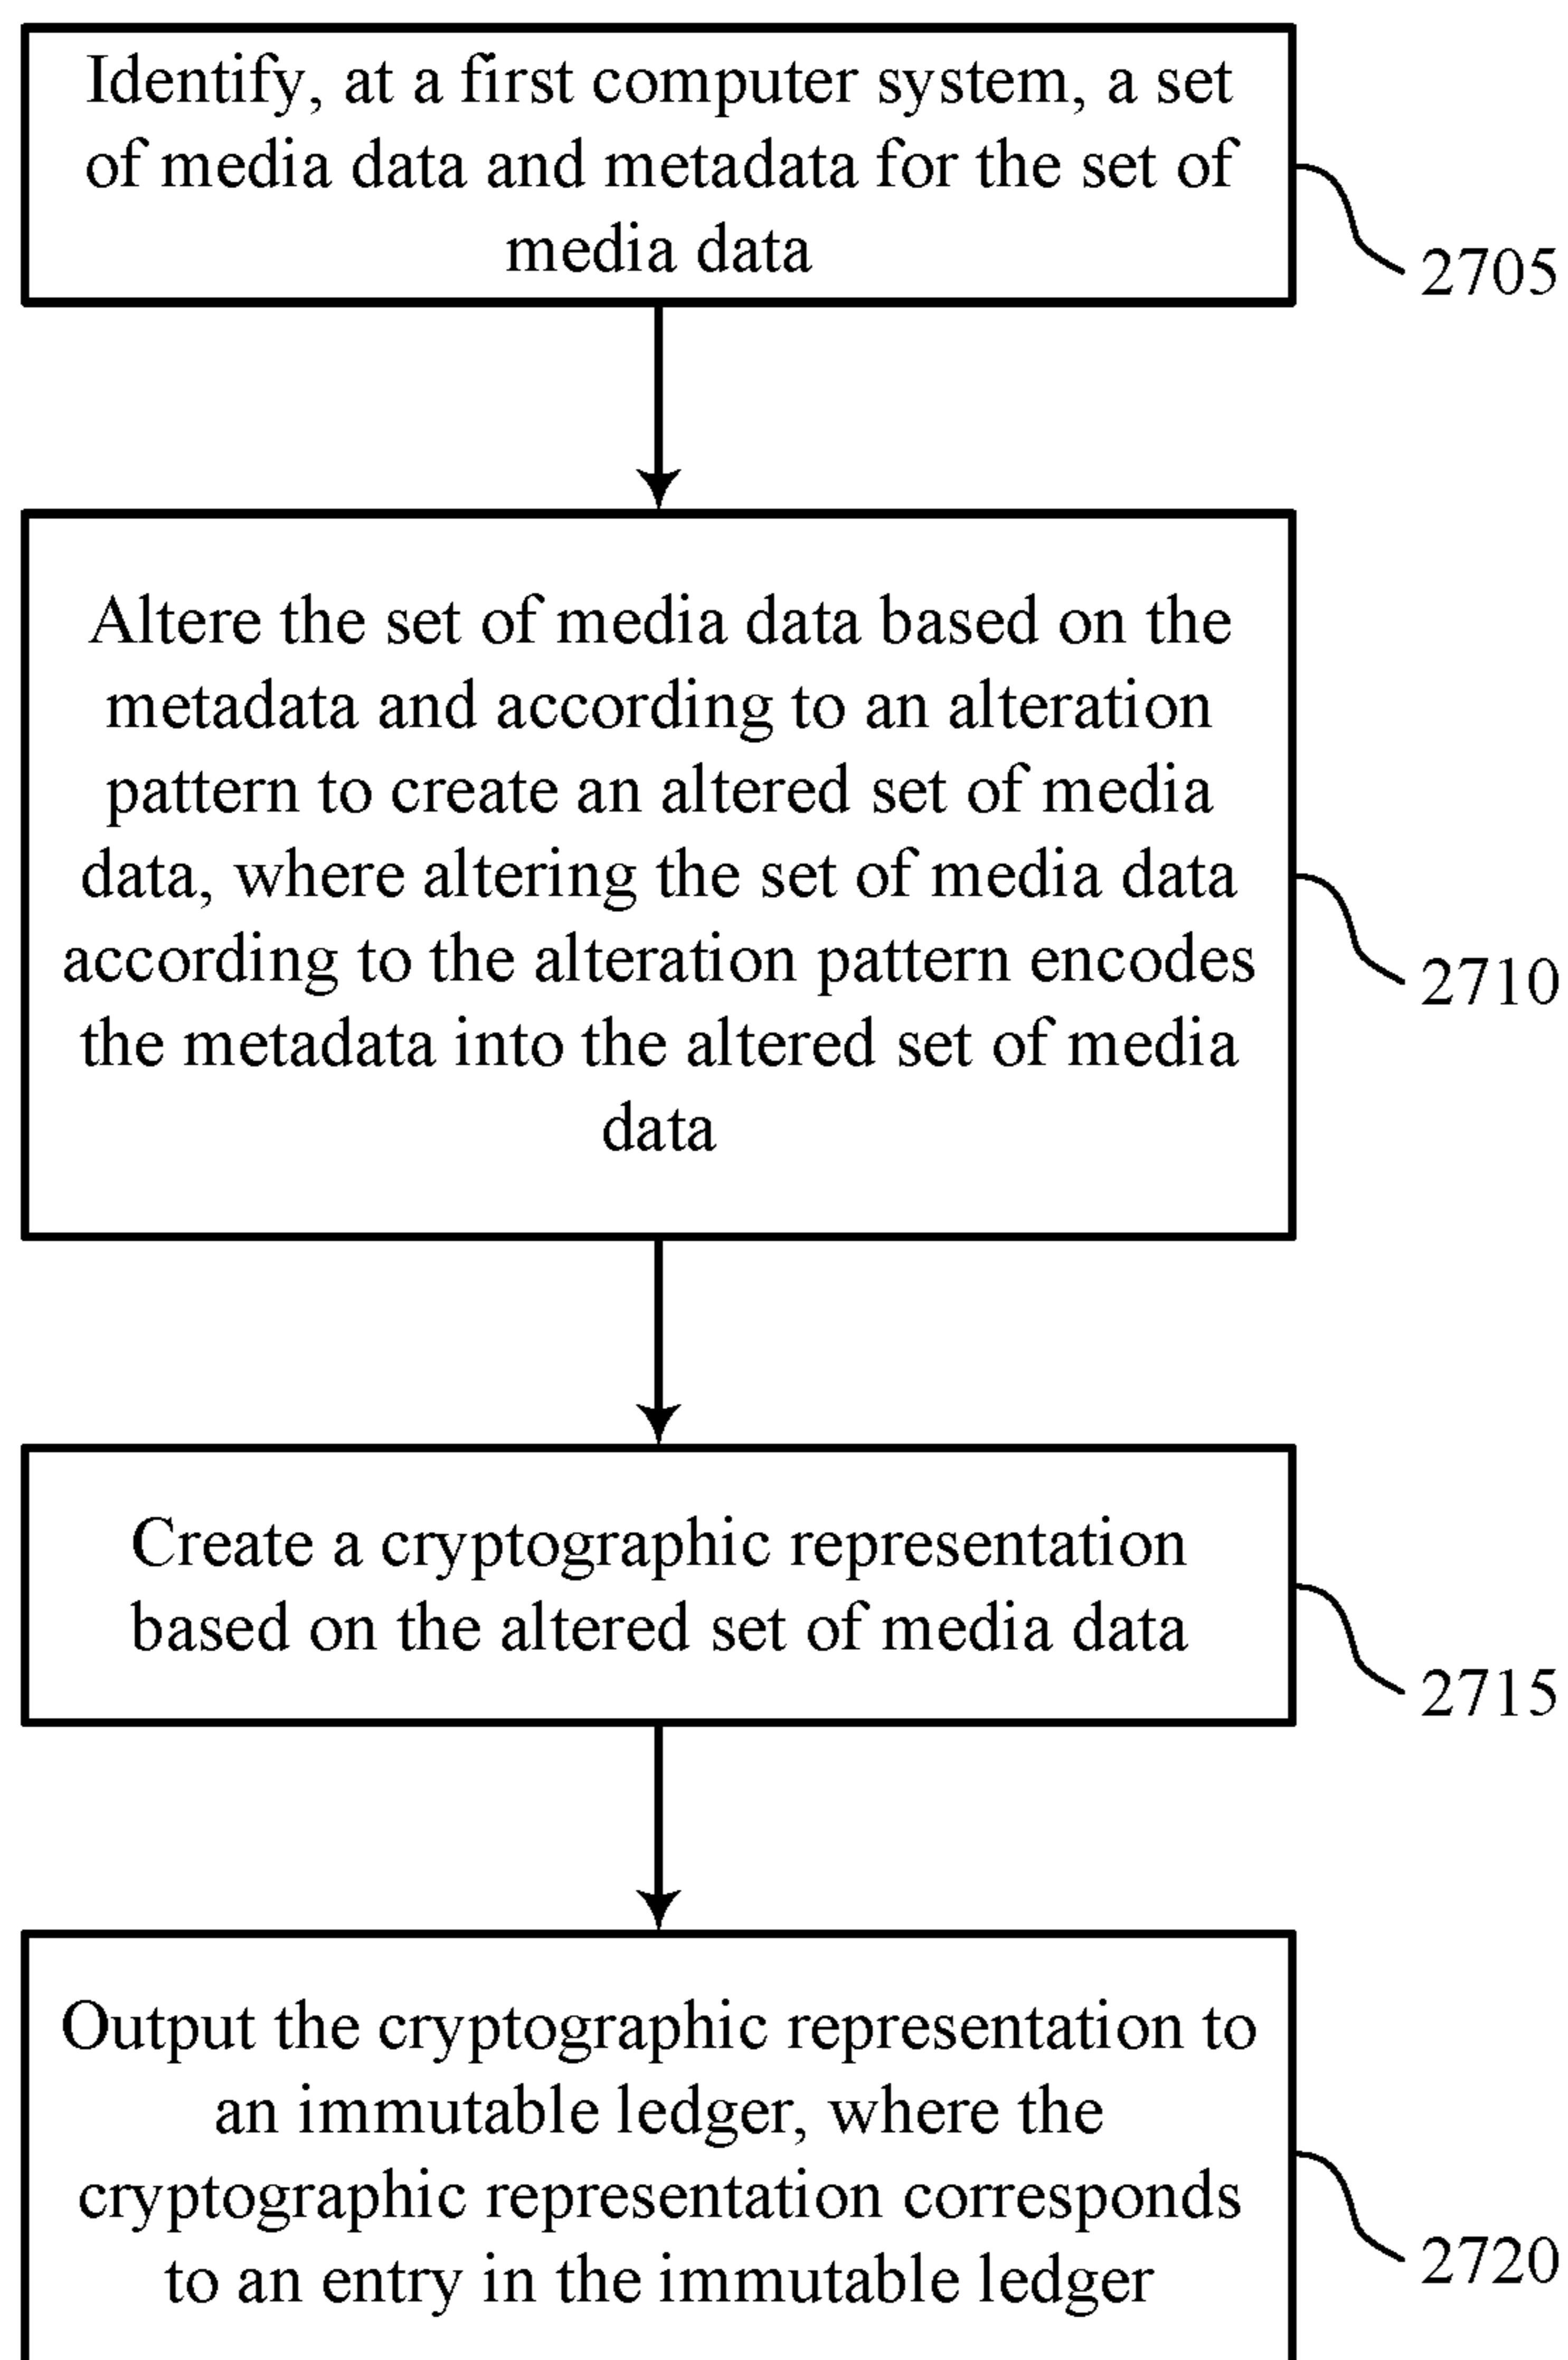 Identify, at a first computer system, a set
of media data and metadata for the set of
media data
2705
Altere the set of media data based on the
metadata and according to an alteration
pattern to create an altered set of media
data, where altering the set of media data
according to the alteration pattern encodes
the metadata into the altered set of media
data
2710
Create a cryptographic representation
based on the altered set of media data
2715
Output the cryptographic representation to
an immutable ledger, where the
cryptographic representation corresponds
to an entry in the immutable ledger
2720